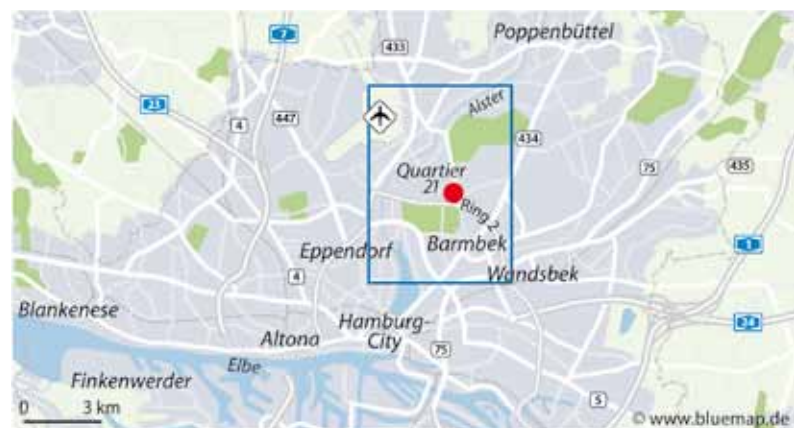 7
433
Poppenbüttel
23
4
447
Alster
434
75
435
Quartier
21
Ring 2
Eppendorf
Barmbek
1
4
Wandsbek
Blankenese
Hamburg-
City
24
Altona
75
Elbe
Finkenwerder
5
0 3 km
© www.bluemap.de